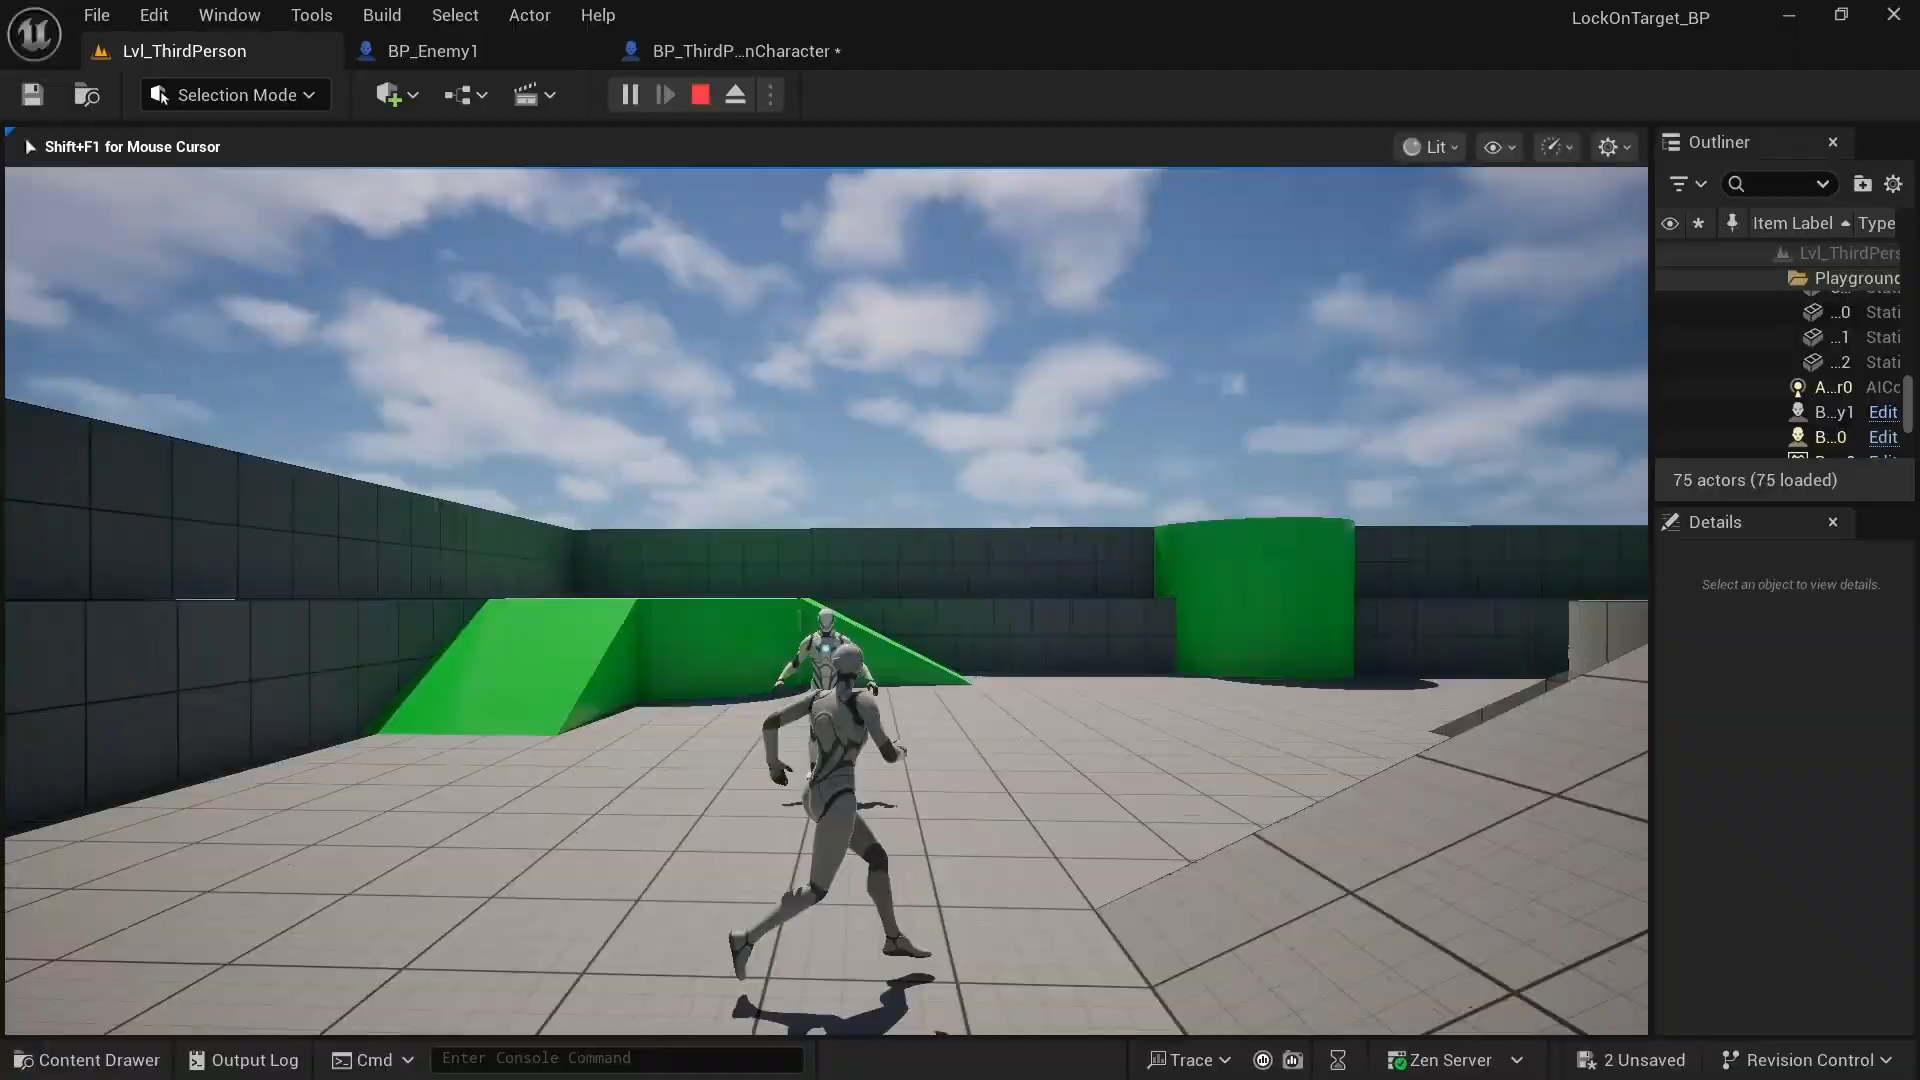 File Edit Window Tools Build Select Actor Help
LockOnTarget_BP
Lvl_ThirdPerson
BP_Enemy1
BP_ThirdP...nCharacter *
Selection Mode
Shift+F1 for Mouse Cursor
Lit
Outliner
Item Label Type
Lvl_ThirdPers
Playground
...0 Stati
...1 Stati
...2 Stati
A...r0 AICo
B...y1 Edit
B...0 Edit
75 actors (75 loaded)
Details
Select an object to view details.
Content Drawer
Output Log
Cmd
Enter Console Command
Trace
Zen Server
2 Unsaved
Revision Control